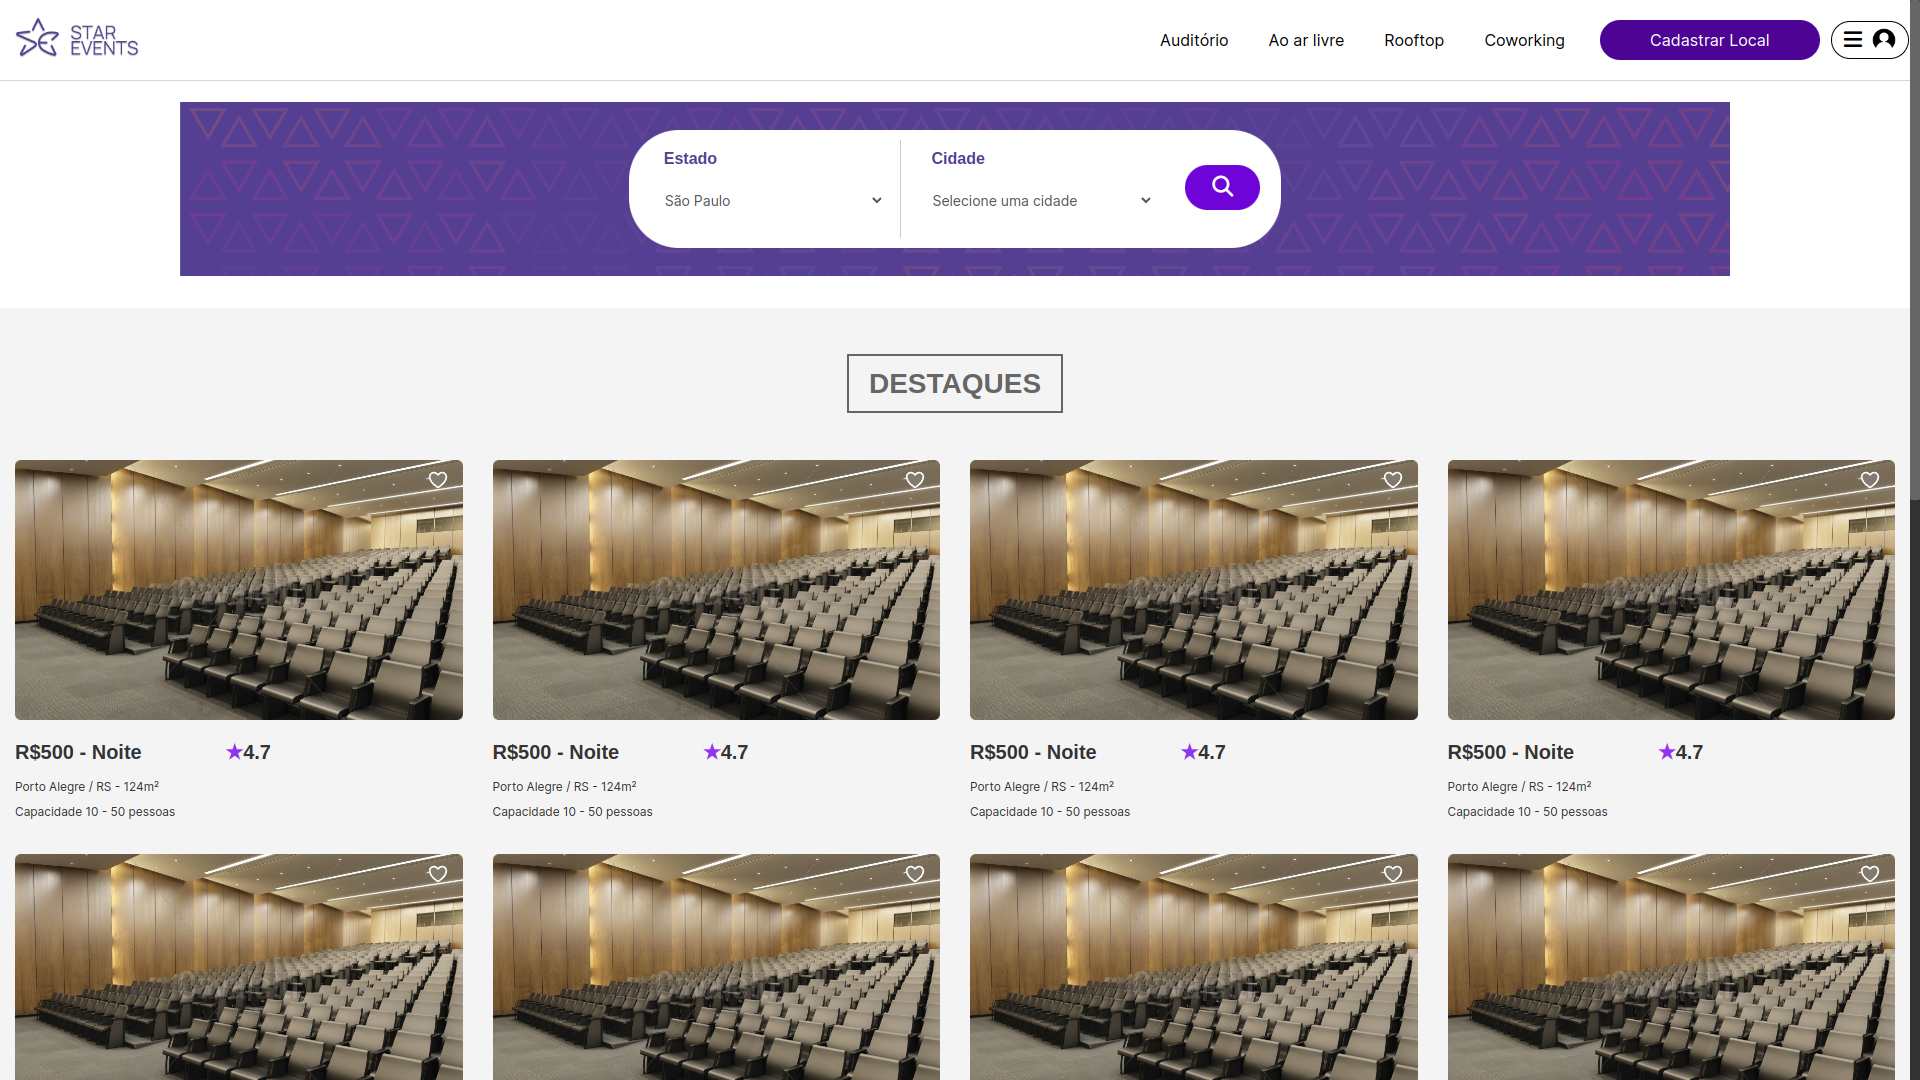 STAR
EVENTS
Auditório
Ao ar livre
Rooftop
Coworking
Cadastrar Local
Estado
São Paulo
Cidade
Selecione uma cidade
DESTAQUES
R$500 - Noite ★4.7
Porto Alegre / RS - 124m²
Capacidade 10 - 50 pessoas
R$500 - Noite ★4.7
Porto Alegre / RS - 124m²
Capacidade 10 - 50 pessoas
R$500 - Noite ★4.7
Porto Alegre / RS - 124m²
Capacidade 10 - 50 pessoas
R$500 - Noite ★4.7
Porto Alegre / RS - 124m²
Capacidade 10 - 50 pessoas